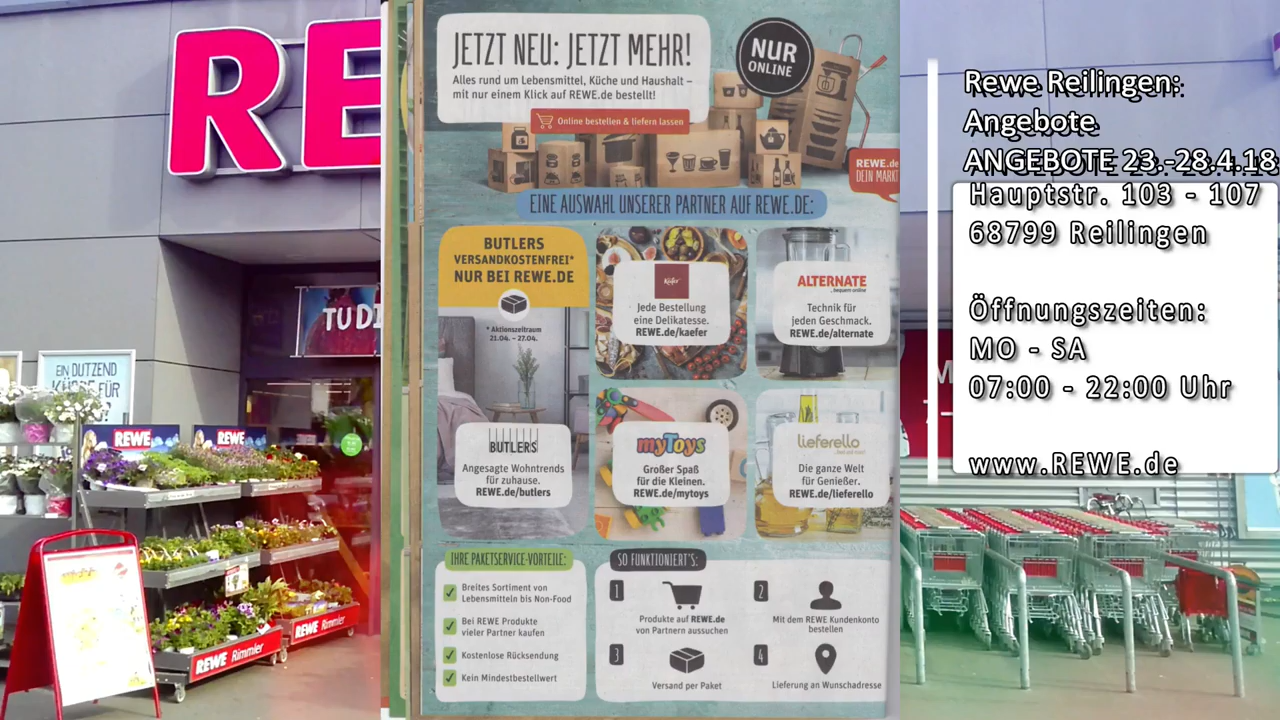 RE
TU DI
EIN DUTZEND
REWE
REWE
REWE Rimmler
REWE Rimmler
JETZT NEU: JETZT MEHR!
Alles rund um Lebensmittel, Küche und Haushalt –
mit nur einem Klick auf REWE.de bestellt!
Online bestellen & liefern lassen
NUR
ONLINE
REWE.de
DEIN MARKT
EINE AUSWAHL UNSERER PARTNER AUF REWE.DE:
BUTLERS
VERSANDKOSTENFREI*
NUR BEI REWE.DE
* Aktionszeitraum
21.04. – 27.04.
BUTLERS
Angesagte Wohntrends
für zuhause.
REWE.de/butlers
Käfer
Jede Bestellung
eine Delikatesse.
REWE.de/kaefer
ALTERNATE
bequem online
Technik für
jeden Geschmack.
REWE.de/alternate
myToys
Großer Spaß
für die Kleinen.
REWE.de/mytoys
lieferello
Die ganze Welt
für Genießer.
REWE.de/lieferello
IHRE PAKETSERVICE-VORTEILE:
Breites Sortiment von
Lebensmitteln bis Non-Food
Bei REWE Produkte
vieler Partner kaufen
Kostenlose Rücksendung
Kein Mindestbestellwert
SO FUNKTIONIERT'S:
1
Produkte auf REWE.de
von Partnern aussuchen
2
Mit dem REWE Kundenkonto
bestellen
3
Versand per Paket
4
Lieferung an Wunschadresse
Rewe Reilingen:
Angebote
ANGEBOTE 23.-28.4.18
Hauptstr. 103 - 107
68799 Reilingen
Öffnungszeiten:
MO - SA
07:00 - 22:00 Uhr
www.REWE.de